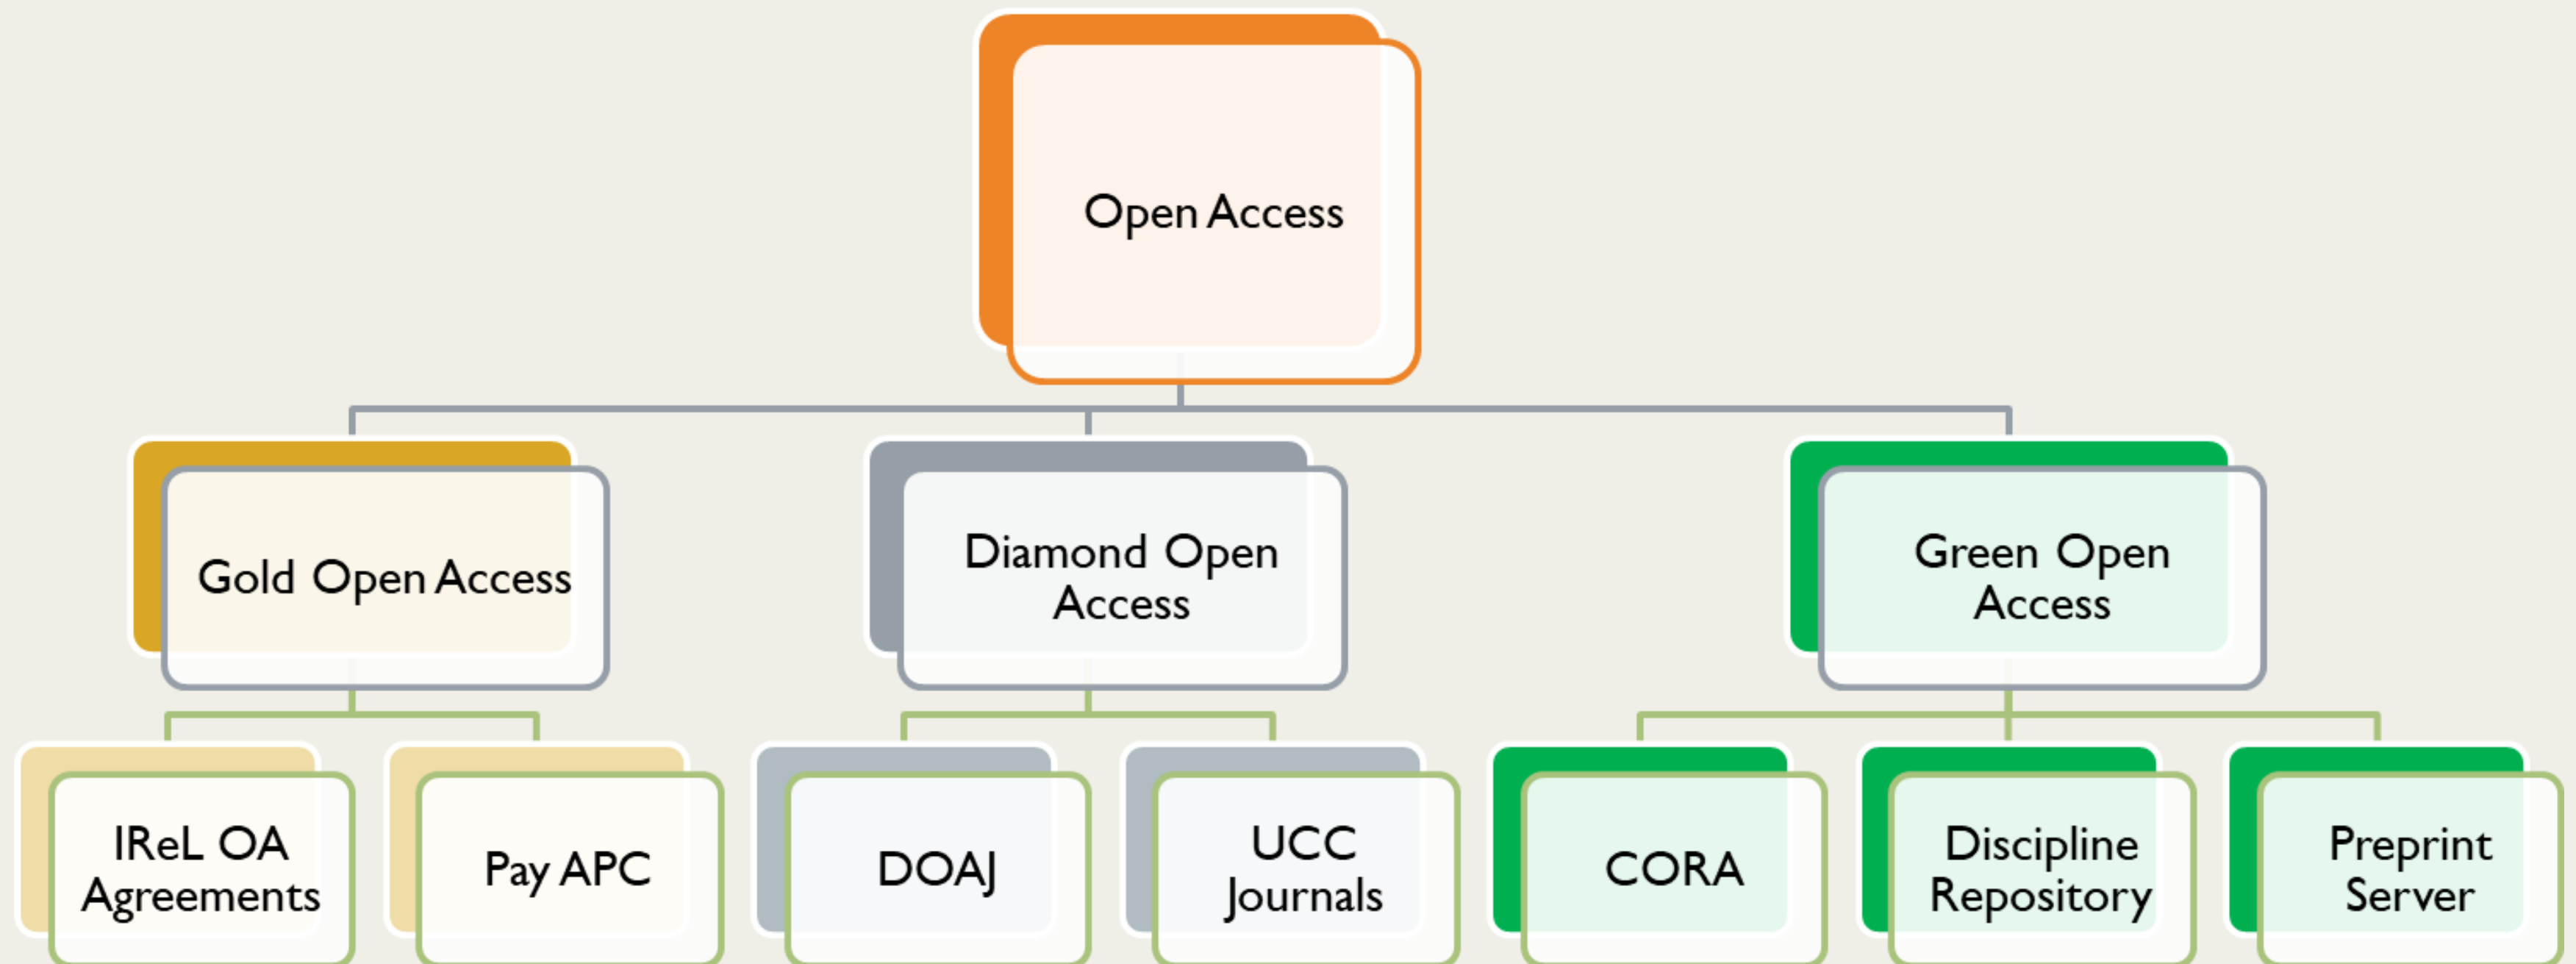 Open Access
Gold Open Access
Diamond Open
Access
Green Open
Access
IReL OA
Agreements
Pay APC
DOAJ
UCC
Journals
CORA
Discipline
Repository
Preprint
Server